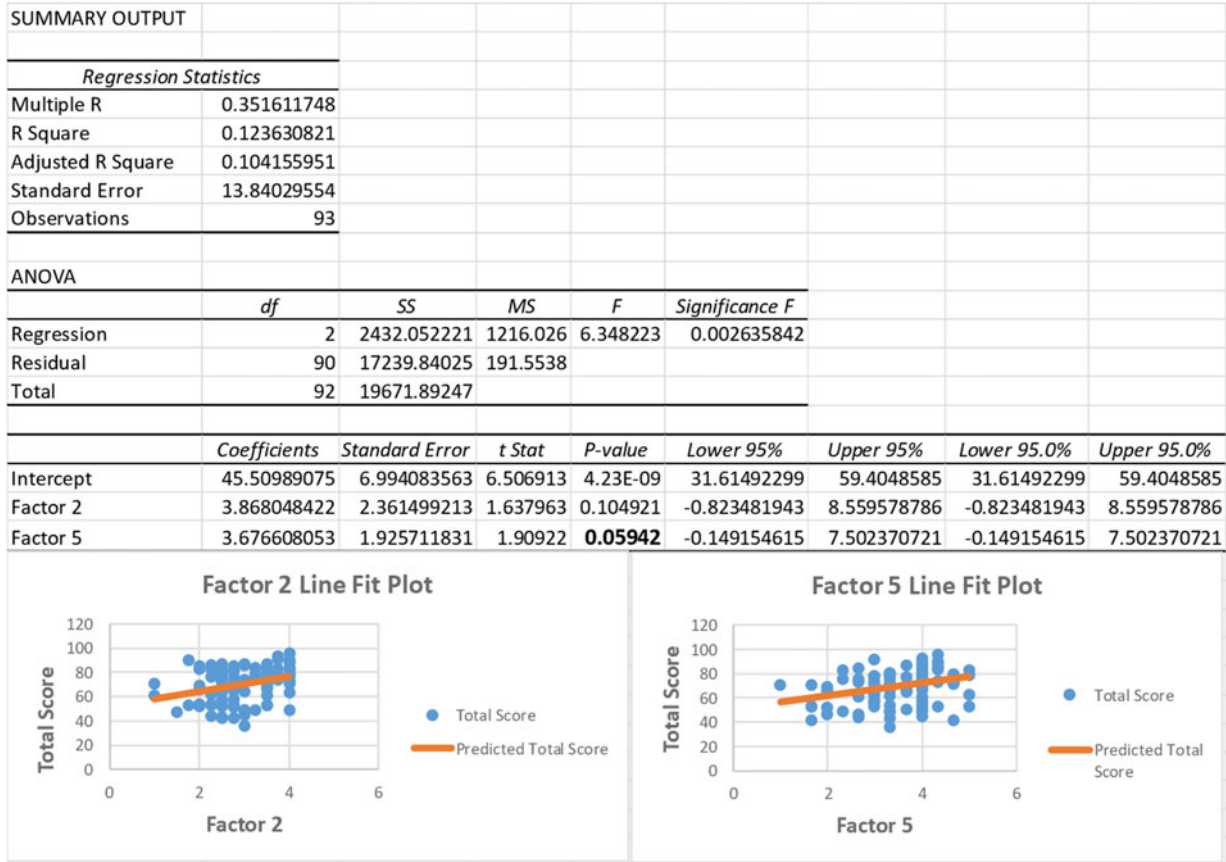 SUMMARY OUTPUT
Regression Statistics
Multiple R 0.351611748
R Square 0.123630821
Adjusted R Square 0.104155951
Standard Error 13.84029554
Observations 93
ANOVA
df SS MS F Significance F
Regression 2 2432.052221 1216.026 6.348223 0.002635842
Residual 90 17239.84025 191.5538
Total 92 19671.89247
Coefficients Standard Error t Stat P-value Lower 95% Upper 95% Lower 95.0% Upper 95.0%
Intercept 45.50989075 6.994083563 6.506913 4.23E-09 31.61492299 59.4048585 31.61492299 59.4048585
Factor 2 3.868048422 2.361499213 1.637963 0.104921 -0.823481943 8.559578786 -0.823481943 8.559578786
Factor 5 3.676608053 1.925711831 1.90922 0.05942 -0.149154615 7.502370721 -0.149154615 7.502370721
Factor 2 Line Fit Plot
Total Score
120
100
80
60
40
20
0
0 2 4 6
Factor 2
Total Score
Predicted Total Score
Factor 5 Line Fit Plot
Total Score
120
100
80
60
40
20
0
0 2 4 6
Factor 5
Total Score
Predicted Total
Score